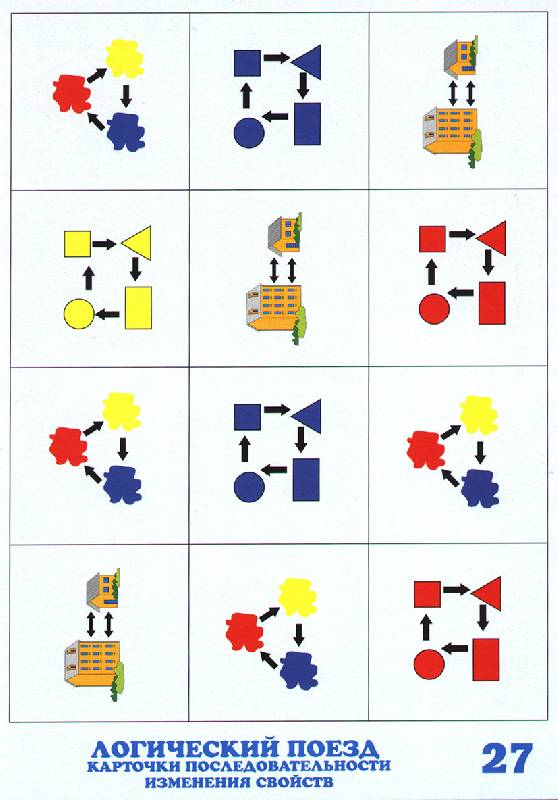 ЛОГИЧЕСКИЙ ПОЕЗД
КАРТОЧКИ ПОСЛЕДОВАТЕЛЬНОСТИ
ИЗМЕНЕНИЯ СВОЙСТВ
27